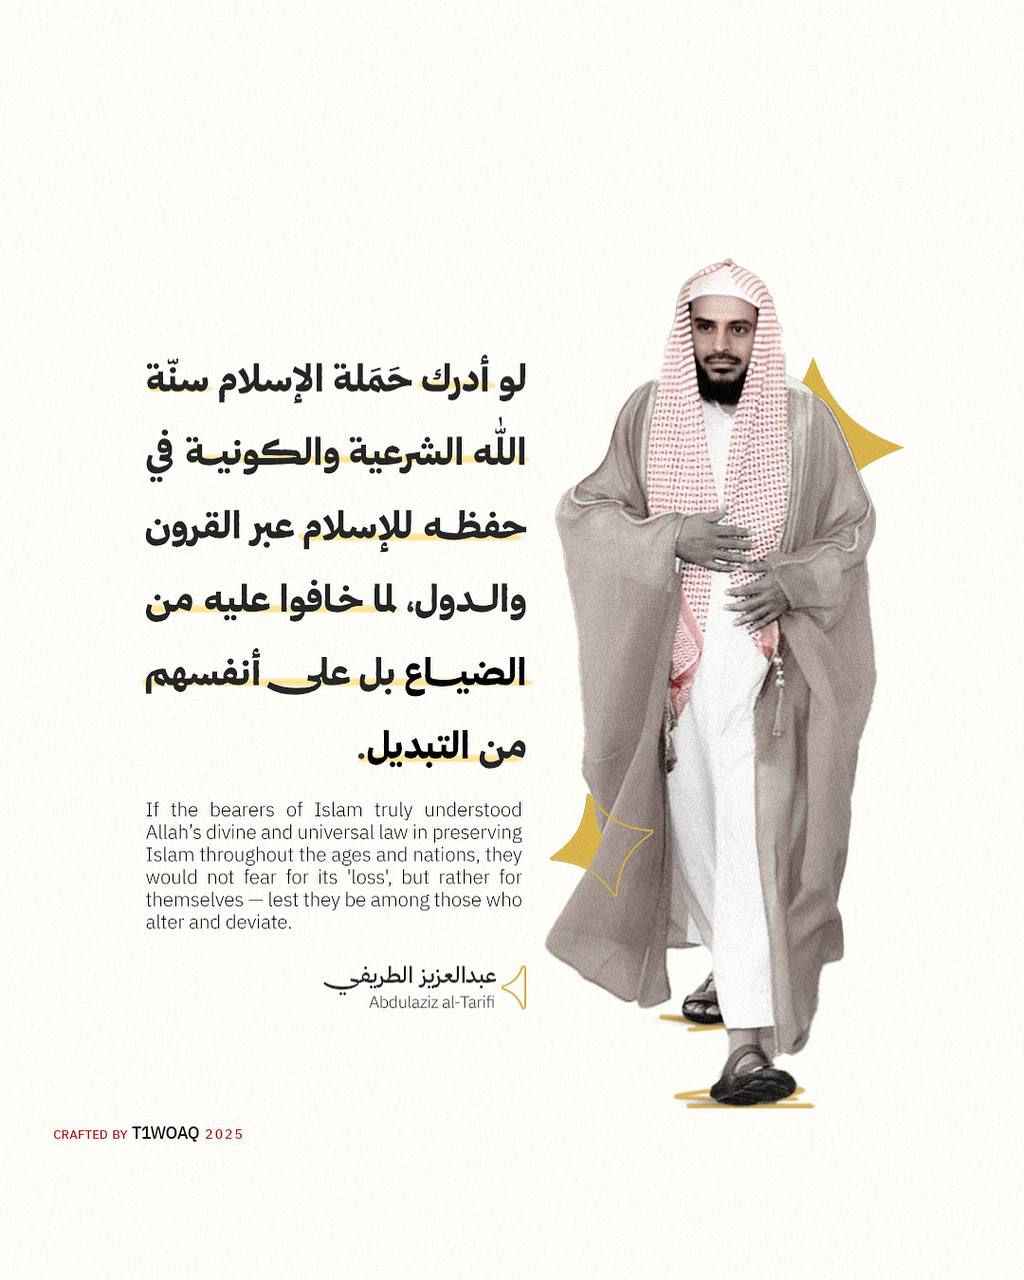 لو أدرك حَمَلة الإسلام سنّة
الله الشرعية والكونية في
حفظه للإسلام عبر القرون
والدول، لما خافوا عليه من
الضياع بل على أنفسهم
من التبديل.
If the bearers of Islam truly understood
Allah’s divine and universal law in preserving
Islam throughout the ages and nations, they
would not fear for its 'loss', but rather for
themselves — lest they be among those who
alter and deviate.
عبدالعزيز الطريفي
Abdulaziz al-Tarifi
CRAFTED BY T1WOAQ 2025